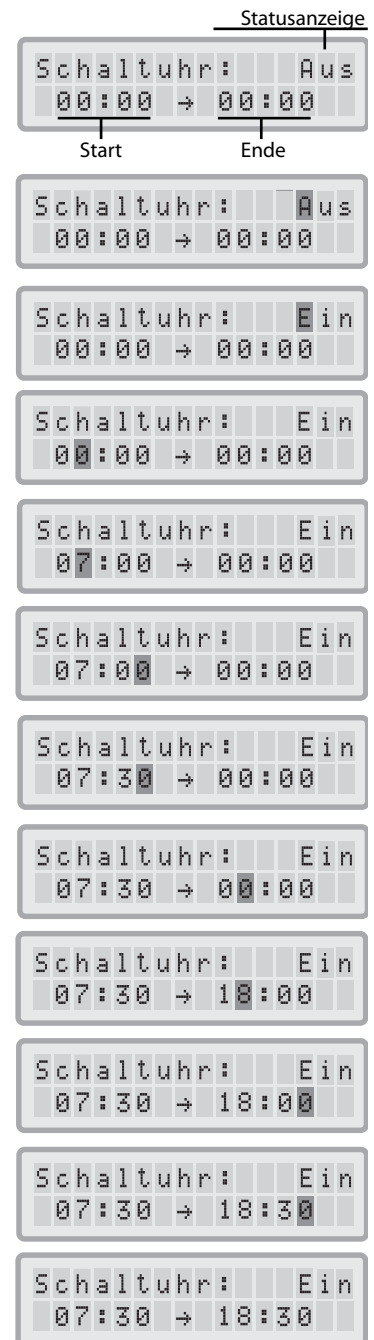 Statusanzeige
Schaltuhr: Aus
00:00 → 00:00
Start Ende
Schaltuhr: Aus
00:00 → 00:00
Schaltuhr: Ein
00:00 → 00:00
Schaltuhr: Ein
00:00 → 00:00
Schaltuhr: Ein
07:00 → 00:00
Schaltuhr: Ein
07:00 → 00:00
Schaltuhr: Ein
07:30 → 00:00
Schaltuhr: Ein
07:30 → 00:00
Schaltuhr: Ein
07:30 → 18:00
Schaltuhr: Ein
07:30 → 18:00
Schaltuhr: Ein
07:30 → 18:30
Schaltuhr: Ein
07:30 → 18:30